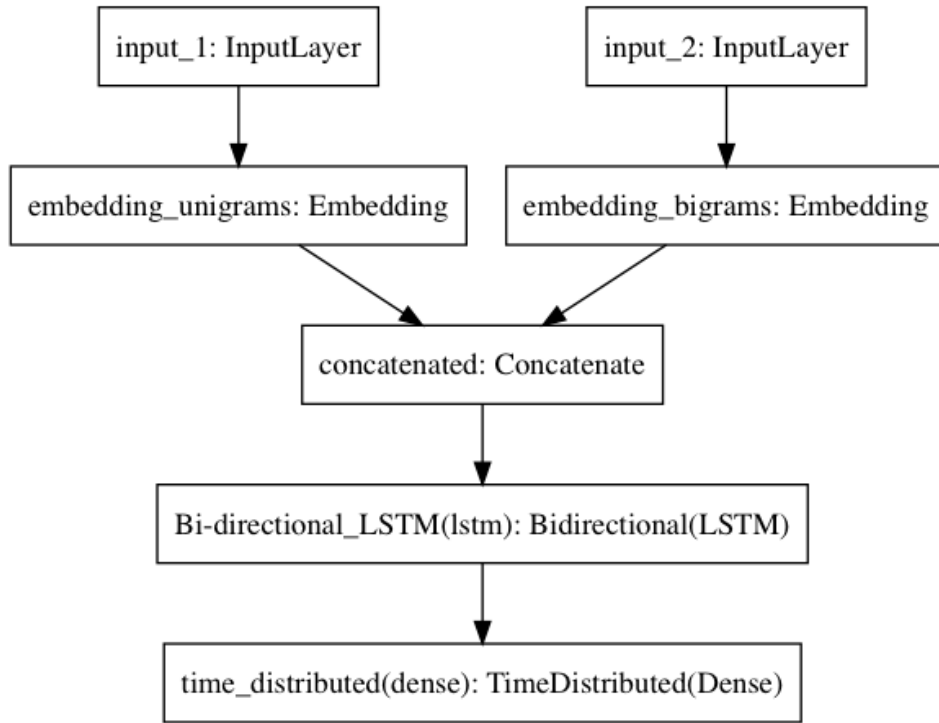 input_1: InputLayer
input_2: InputLayer
embedding_unigrams: Embedding
embedding_bigrams: Embedding
concatenated: Concatenate
Bi-directional_LSTM(lstm): Bidirectional(LSTM)
time_distributed(dense): TimeDistributed(Dense)